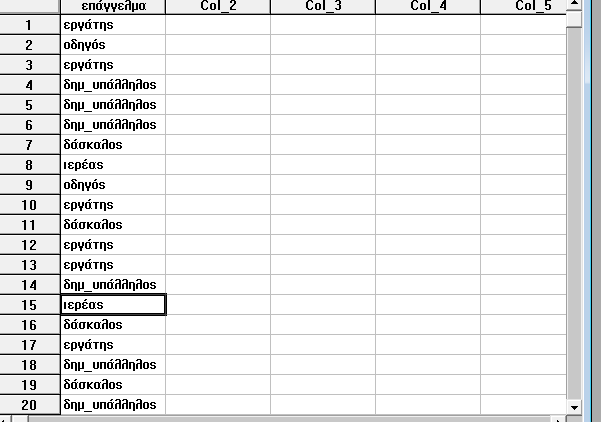 επάγγελμα Col_2 Col_3 Col_4 Col_5
1 εργάτης
2 οδηγός
3 εργάτης
4 δημ_υπάλληλος
5 δημ_υπάλληλος
6 δημ_υπάλληλος
7 δάσκαλος
8 ιερέας
9 οδηγός
10 εργάτης
11 δάσκαλος
12 εργάτης
13 εργάτης
14 δημ_υπάλληλος
15 ιερέας
16 δάσκαλος
17 εργάτης
18 δημ_υπάλληλος
19 δάσκαλος
20 δημ_υπάλληλος